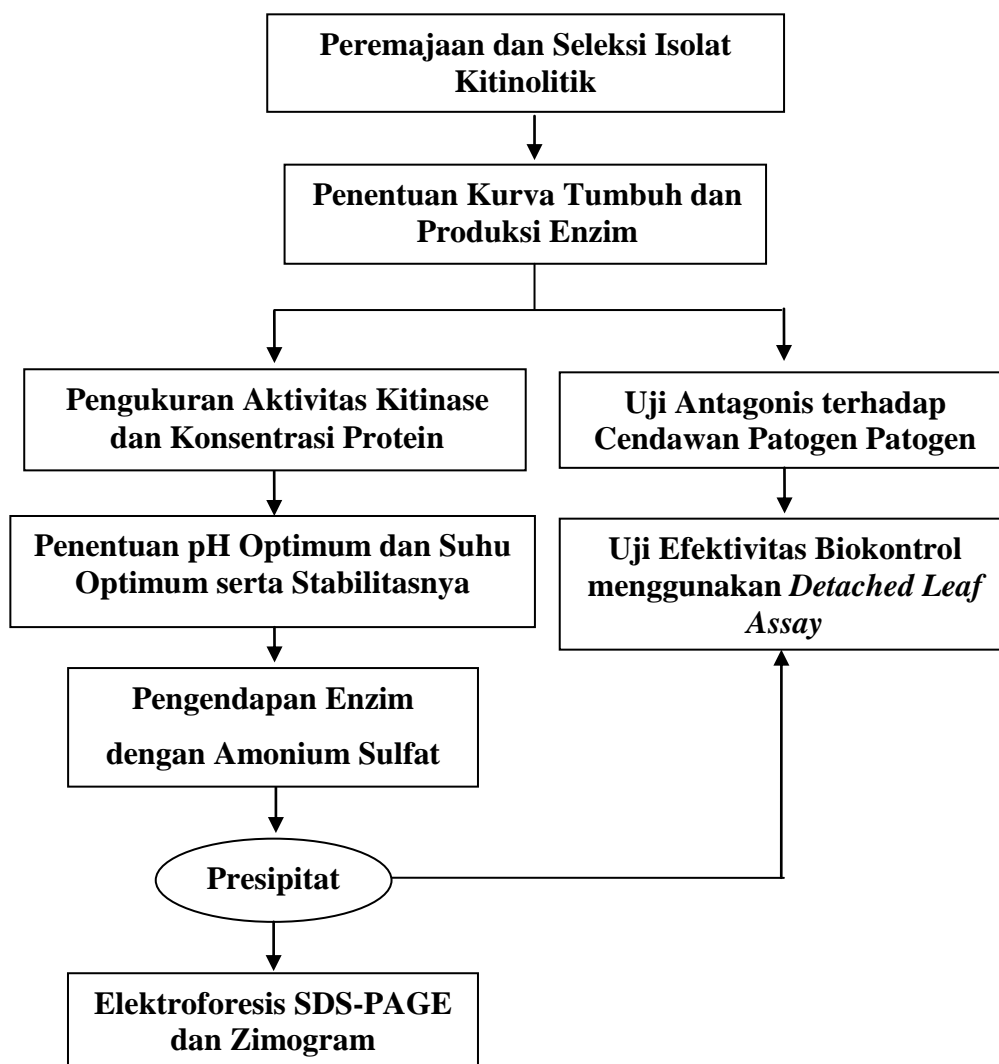 Peremajaan dan Seleksi Isolat
Kitinolitik
Penentuan Kurva Tumbuh dan
Produksi Enzim
Pengukuran Aktivitas Kitinase
dan Konsentrasi Protein
Uji Antagonis terhadap
Cendawan Patogen Patogen
Penentuan pH Optimum dan Suhu
Optimum serta Stabilitasnya
Uji Efektivitas Biokontrol
menggunakan Detached Leaf
Assay
Pengendapan Enzim
dengan Amonium Sulfat
Presipitat
Elektroforesis SDS-PAGE
dan Zimogram